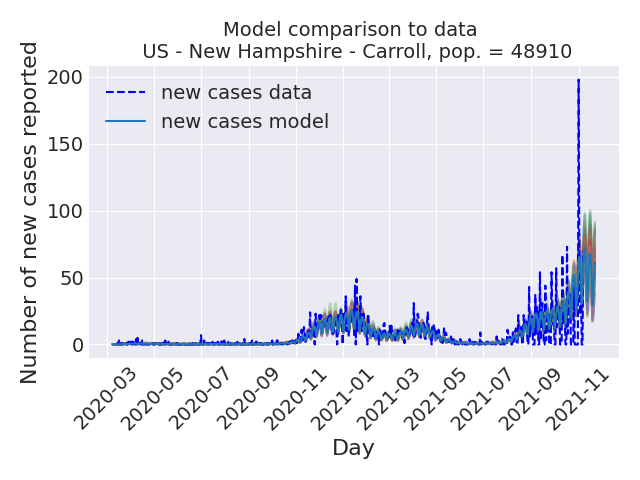 Model comparison to data
US - New Hampshire - Carroll, pop. = 48910
Number of new cases reported
200
150
100
50
0
new cases data
new cases model
2020-03
2020-05
2020-07
2020-09
2020-11
2021-01
2021-03
2021-05
2021-07
2021-09
2021-11
Day